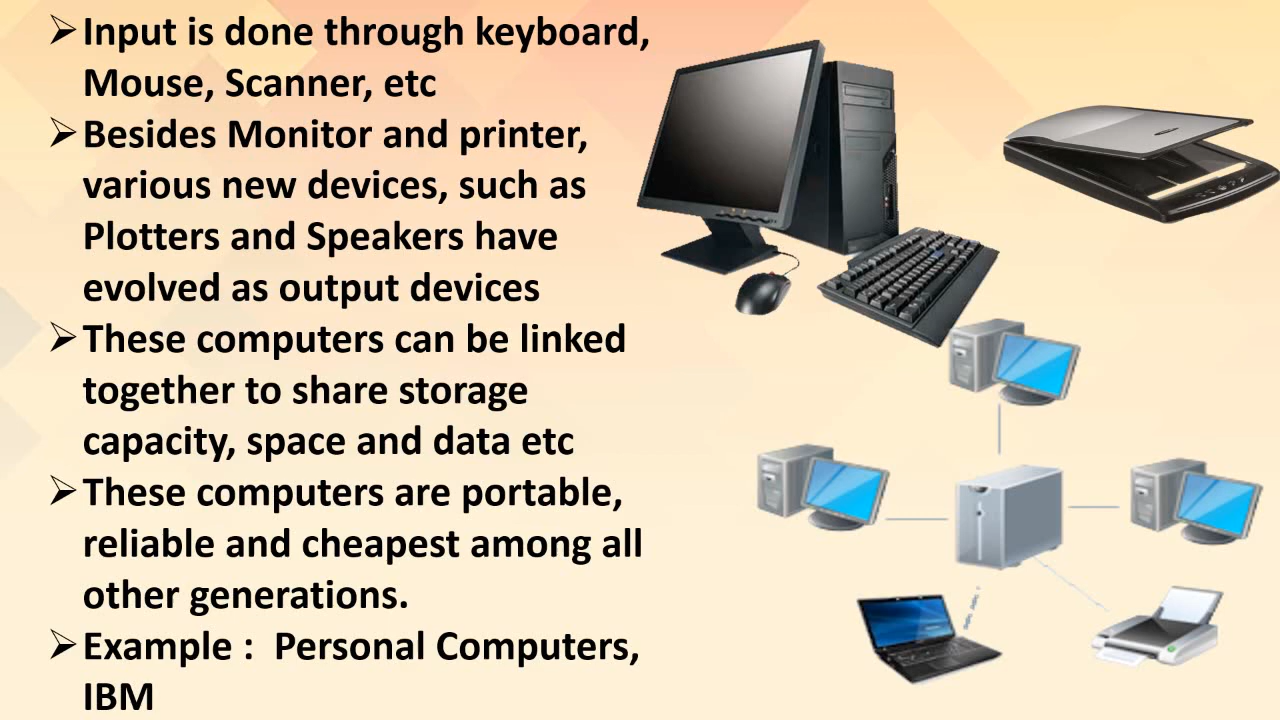 ➢Input is done through keyboard,
Mouse, Scanner, etc
➢Besides Monitor and printer,
various new devices, such as
Plotters and Speakers have
evolved as output devices
➢These computers can be linked
together to share storage
capacity, space and data etc
➢These computers are portable,
reliable and cheapest among all
other generations.
➢Example :  Personal Computers,
IBM